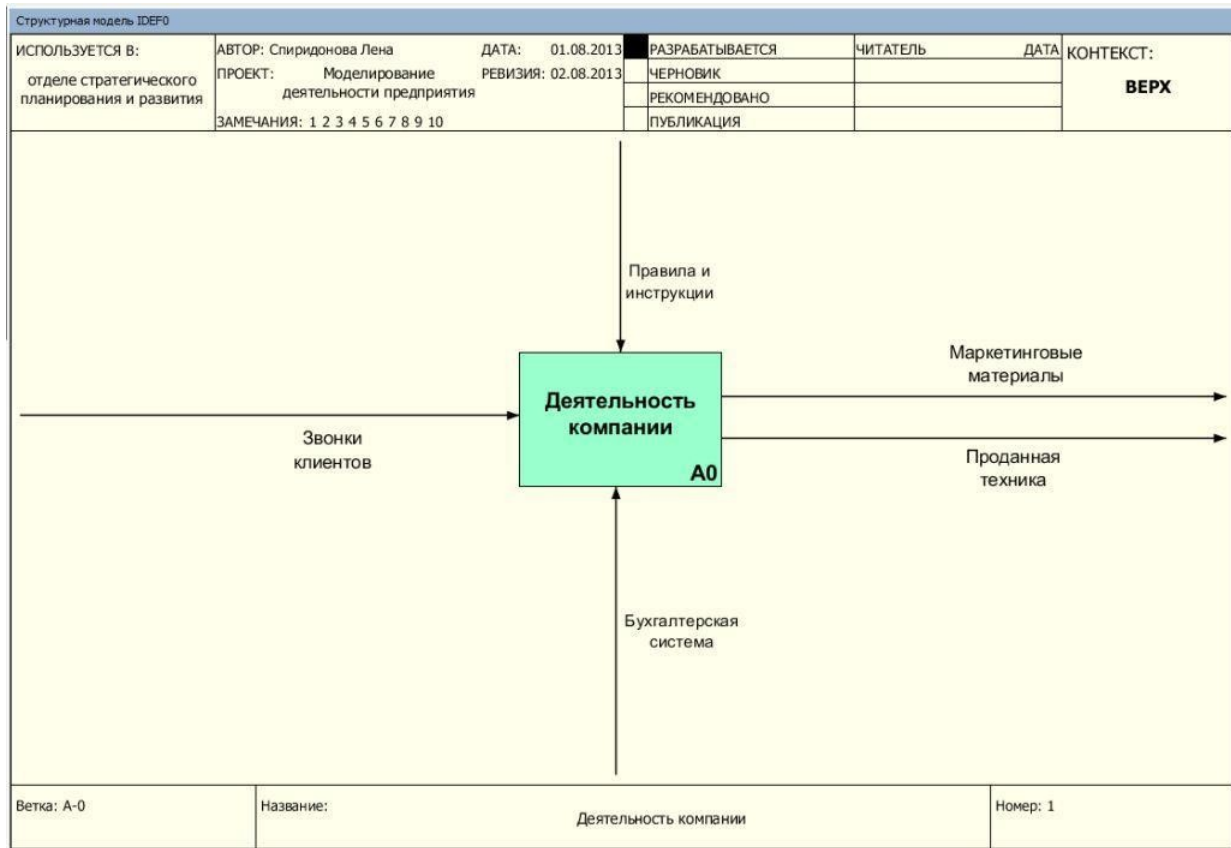 Структурная модель IDEF0
ИСПОЛЬЗУЕТСЯ В:
отделе стратегического
планирования и развития
АВТОР: Спиридонова Лена
ДАТА: 01.08.2013
ПРОЕКТ: Моделирование
деятельности предприятия
РЕВИЗИЯ: 02.08.2013
ЗАМЕЧАНИЯ: 1 2 3 4 5 6 7 8 9 10
РАЗРАБАТЫВАЕТСЯ
ЧЕРНОВИК
РЕКОМЕНДОВАНО
ПУБЛИКАЦИЯ
ЧИТАТЕЛЬ
ДАТА
КОНТЕКСТ:
ВЕРХ
Правила и
инструкции
Маркетинговые
материалы
Деятельность
компании
A0
Звонки
клиентов
Проданная
техника
Бухгалтерская
система
Ветка: A-0
Название:
Деятельность компании
Номер: 1